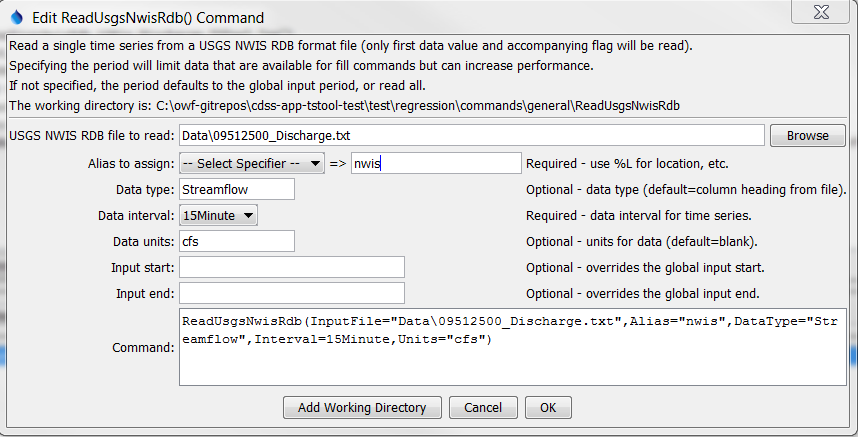 Edit ReadUsgsNwisRdb() Command
Read a single time series from a USGS NWIS RDB format file (only first data value and accompanying flag will be read).
Specifying the period will limit data that are available for fill commands but can increase performance.
If not specified, the period defaults to the global input period, or read all.
The working directory is: C:\owf-gitrepos\cdss-app-tstool-test\test\regression\commands\general\ReadUsgsNwisRdb
USGS NWIS RDB file to read: Data\09512500_Discharge.txt Browse
Alias to assign: -- Select Specifier -- => nwis Required - use %L for location, etc.
Data type: Streamflow Optional - data type (default=column heading from file).
Data interval: 15Minute Required - data interval for time series.
Data units: cfs Optional - units for data (default=blank).
Input start: Optional - overrides the global input start.
Input end: Optional - overrides the global input end.
Command: ReadUsgsNwisRdb(InputFile="Data\09512500_Discharge.txt",Alias="nwis",DataType="Str
eamflow",Interval=15Minute,Units="cfs")
Add Working Directory Cancel OK